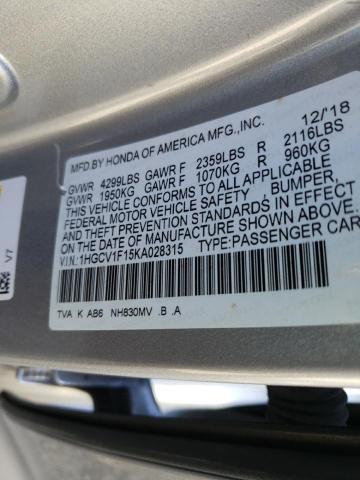 MFD.BY HONDA OF AMERICA MFG.,INC. 12/'18
GVWR 4299LBS GAWR F 2359LBS R 2116LBS
GVWR 1950KG GAWR F 1070KG R 960KG
THIS VEHICLE CONFORMS TO ALL APPLICABLE
FEDERAL MOTOR VEHICLE SAFETY, BUMPER,
AND THEFT PREVENTION STANDARDS IN EFFECT
ON THE DATE OF MANUFACTURE SHOWN ABOVE.
V.I.N:1HGCV1F15KA028315 TYPE:PASSENGER CAR
TVA K AB6 NH830MV .B .A
V7